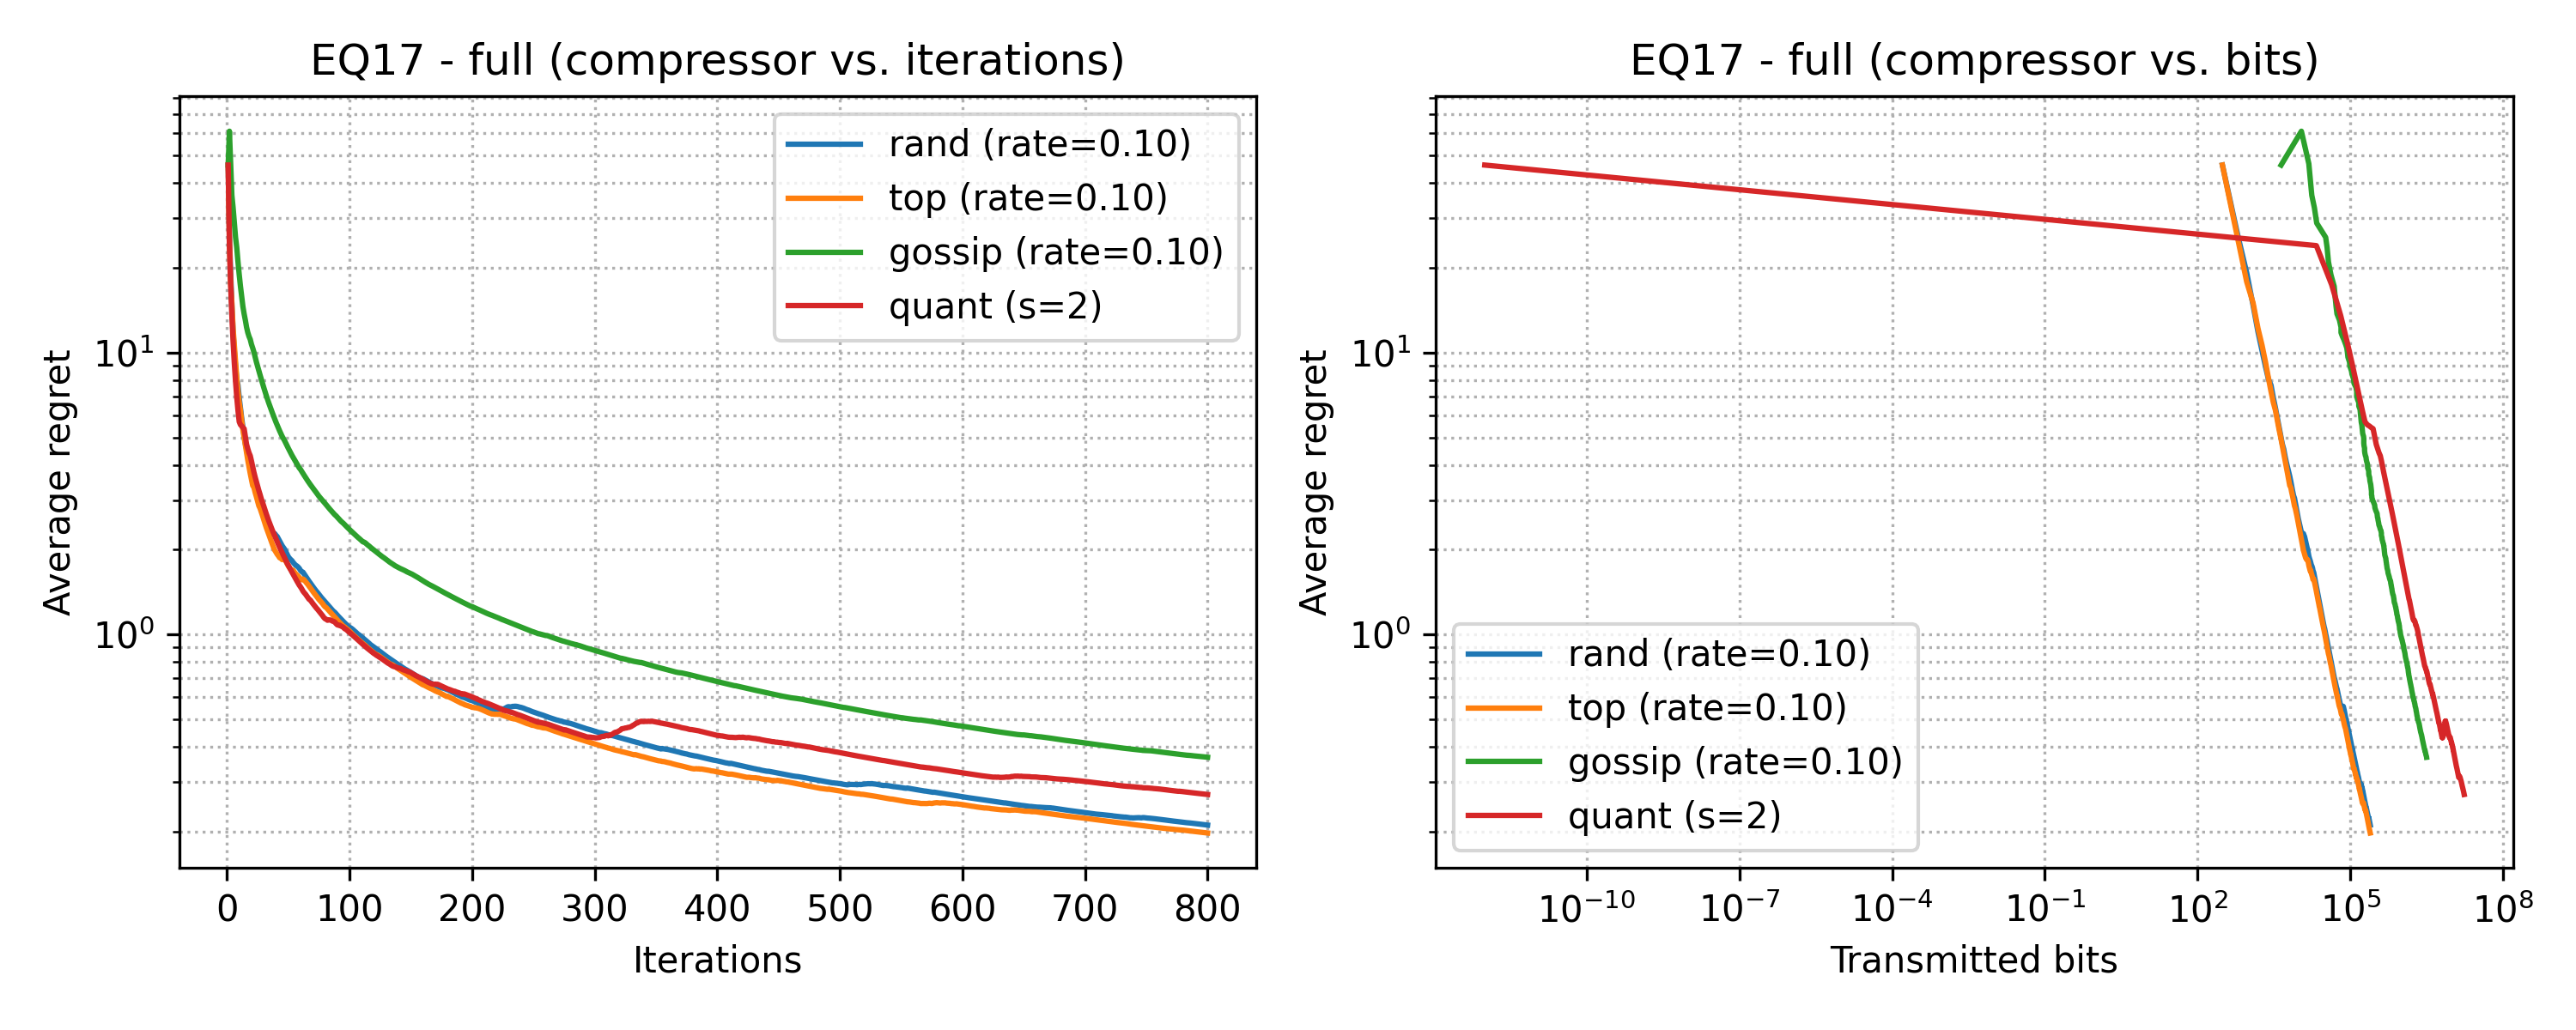 EQ17 - full (compressor vs. iterations)
Average regret
10¹
10⁰
rand (rate=0.10)
top (rate=0.10)
gossip (rate=0.10)
quant (s=2)
0 100 200 300 400 500 600 700 800
Iterations
EQ17 - full (compressor vs. bits)
Average regret
10¹
10⁰
rand (rate=0.10)
top (rate=0.10)
gossip (rate=0.10)
quant (s=2)
10⁻¹⁰ 10⁻⁷ 10⁻⁴ 10⁻¹ 10² 10⁵ 10⁸
Transmitted bits